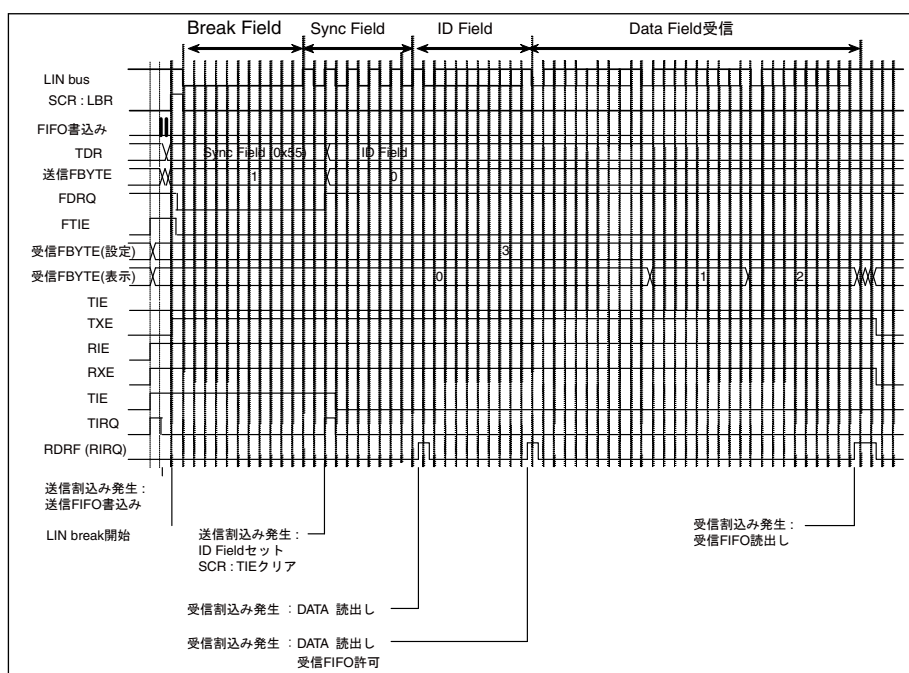 Break Field Sync Field ID Field Data Field受信
LIN bus
SCR : LBR
FIFO書込み
TDR Sync Field (0x55) ID Field
送信FBYTE 1 0
FDRQ
FTIE
受信FBYTE(設定) 3
受信FBYTE(表示) 0 1 2
TIE
TXE
RIE
RXE
TIE
TIRQ
RDRF (RIRQ)
送信割込み発生 :
送信FIFO書込み
LIN break開始
送信割込み発生 :
ID Fieldセット
SCR : TIEクリア
受信割込み発生 :
受信FIFO読出し
受信割込み発生 : DATA 読出し
受信割込み発生 : DATA 読出し
受信FIFO許可